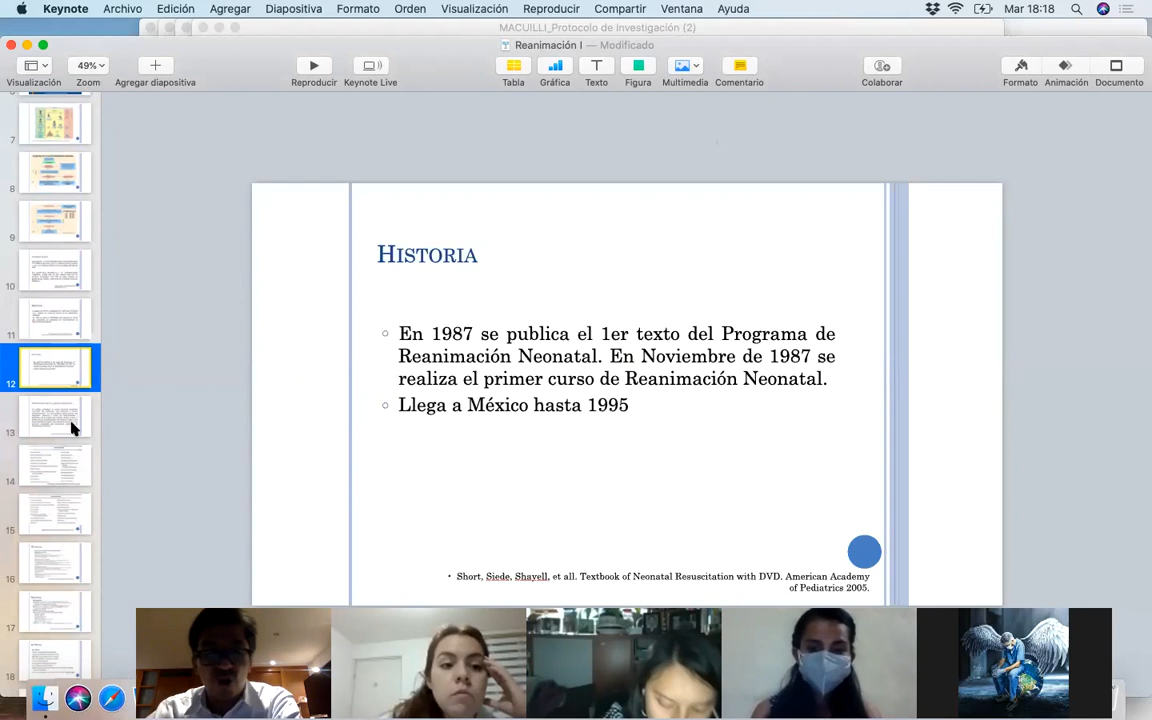 Keynote Archivo Edición Agregar Diapositiva Formato Orden Visualización Reproducir Compartir Ventana Ayuda Mar 18:18
MACUILLI_Protocolo de Investigación (2)
Reanimación I — Modificado
49%
Visualización Zoom Agregar diapositiva Reproducir Keynote Live Tabla Gráfica Texto Figura Multimedia Comentario Colaborar Formato Animación Documento
7
8
9
10
11
12
13
14
15
16
17
18
HISTORIA
En 1987 se publica el 1er texto del Programa de
Reanimación Neonatal. En Noviembre de 1987 se
realiza el primer curso de Reanimación Neonatal.
Llega a México hasta 1995
• Short, Siede, Shayell, et all. Textbook of Neonatal Resuscitation with DVD. American Academy
of Pediatrics 2005.